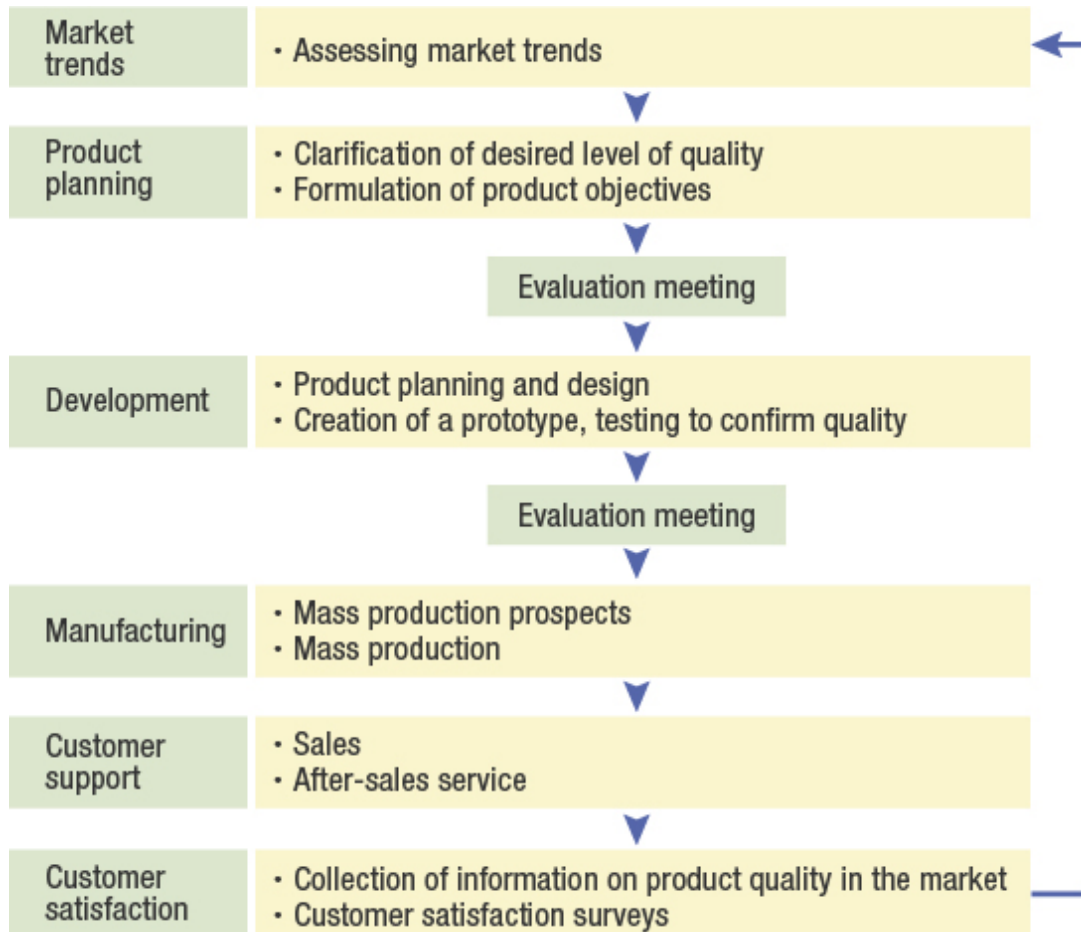 Market
trends
・Assessing market trends
Product
planning
・Clarification of desired level of quality
・Formulation of product objectives
Evaluation meeting
Development
・Product planning and design
・Creation of a prototype, testing to confirm quality
Evaluation meeting
Manufacturing
・Mass production prospects
・Mass production
Customer
support
・Sales
・After-sales service
Customer
satisfaction
・Collection of information on product quality in the market
・Customer satisfaction surveys